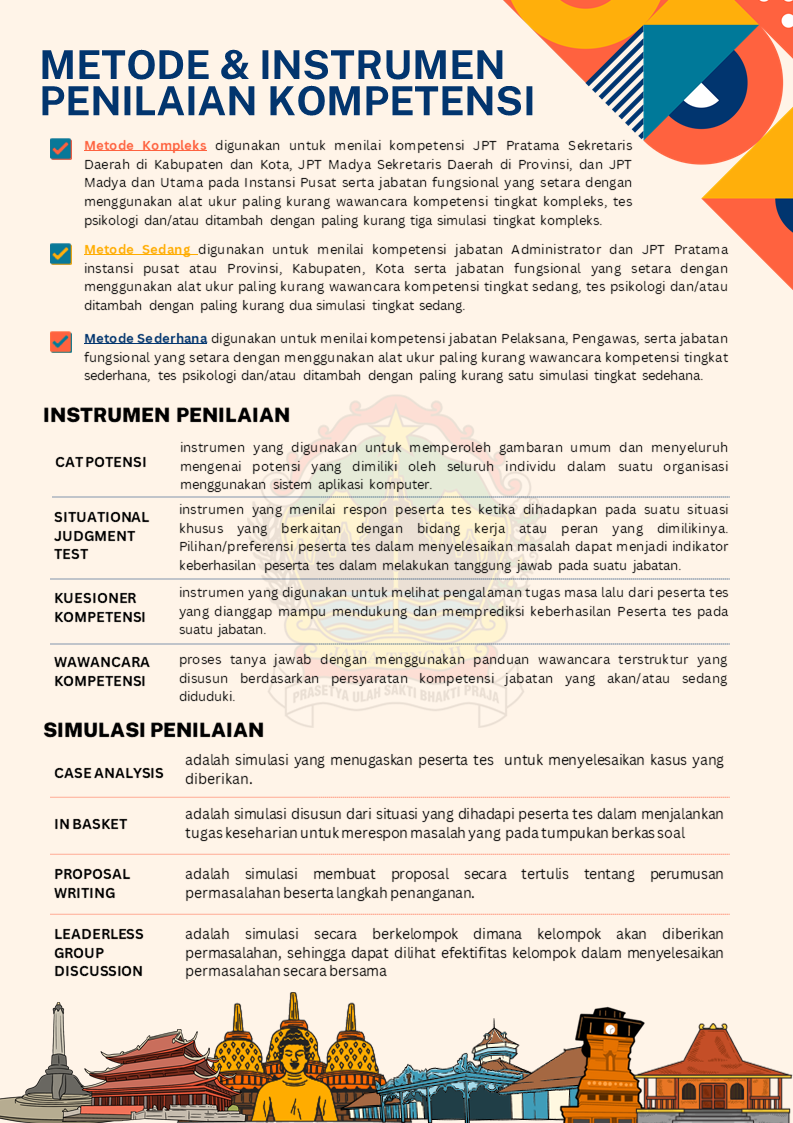 METODE & INSTRUMEN
PENILAIAN KOMPETENSI
Metode Kompleks digunakan untuk menilai kompetensi JPT Pratama Sekretaris
Daerah di Kabupaten dan Kota, JPT Madya Sekretaris Daerah di Provinsi, dan JPT
Madya dan Utama pada Instansi Pusat serta jabatan fungsional yang setara dengan
menggunakan alat ukur paling kurang wawancara kompetensi tingkat kompleks, tes
psikologi dan/atau ditambah dengan paling kurang tiga simulasi tingkat kompleks.
Metode Sedang digunakan untuk menilai kompetensi jabatan Administrator dan JPT Pratama
instansi pusat atau Provinsi, Kabupaten, Kota serta jabatan fungsional yang setara dengan
menggunakan alat ukur paling kurang wawancara kompetensi tingkat sedang, tes psikologi dan/atau
ditambah dengan paling kurang dua simulasi tingkat sedang.
Metode Sederhana digunakan untuk menilai kompetensi jabatan Pelaksana, Pengawas, serta jabatan
fungsional yang setara dengan menggunakan alat ukur paling kurang wawancara kompetensi tingkat
sederhana, tes psikologi dan/atau ditambah dengan paling kurang satu simulasi tingkat sedehana.
INSTRUMEN PENILAIAN
CAT POTENSI
instrumen yang digunakan untuk memperoleh gambaran umum dan menyeluruh
mengenai potensi yang dimiliki oleh seluruh individu dalam suatu organisasi
menggunakan sistem aplikasi komputer.
SITUATIONAL
JUDGMENT
TEST
instrumen yang menilai respon peserta tes ketika dihadapkan pada suatu situasi
khusus yang berkaitan dengan bidang kerja atau peran yang dimilikinya.
Pilihan/preferensi peserta tes dalam menyelesaikan masalah dapat menjadi indikator
keberhasilan peserta tes dalam melakukan tanggung jawab pada suatu jabatan.
KUESIONER
KOMPETENSI
instrumen yang digunakan untuk melihat pengalaman tugas masa lalu dari peserta tes
yang dianggap mampu mendukung dan memprediksi keberhasilan Peserta tes pada
suatu jabatan.
WAWANCARA
KOMPETENSI
proses tanya jawab dengan menggunakan panduan wawancara terstruktur yang
disusun berdasarkan persyaratan kompetensi jabatan yang akan/atau sedang
diduduki.
JAWA TENGAH
PRASETYA ULAH SAKTI BHAKTI PRAJA
SIMULASI PENILAIAN
CASE ANALYSIS
adalah simulasi yang menugaskan peserta tes untuk menyelesaikan kasus yang
diberikan.
IN BASKET
adalah simulasi disusun dari situasi yang dihadapi peserta tes dalam menjalankan
tugas keseharian untuk merespon masalah yang pada tumpukan berkas soal
PROPOSAL
WRITING
adalah simulasi membuat proposal secara tertulis tentang perumusan
permasalahan beserta langkah penanganan.
LEADERLESS
GROUP
DISCUSSION
adalah simulasi secara berkelompok dimana kelompok akan diberikan
permasalahan, sehingga dapat dilihat efektifitas kelompok dalam menyelesaikan
permasalahan secara bersama